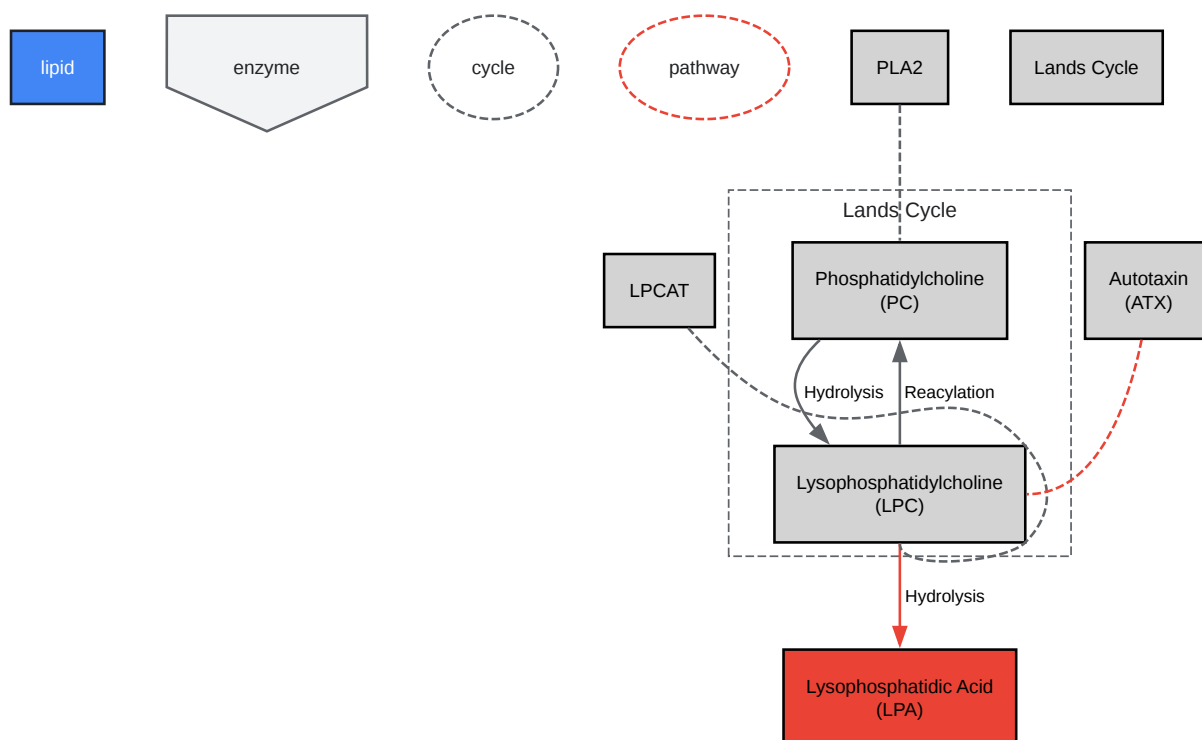 lipid
enzyme
cycle
pathway
PLA2
Lands Cycle
Lands Cycle
LPCAT
Phosphatidylcholine
(PC)
Autotaxin
(ATX)
Hydrolysis
Reacylation
Lysophosphatidylcholine
(LPC)
Hydrolysis
Lysophosphatidic Acid
(LPA)